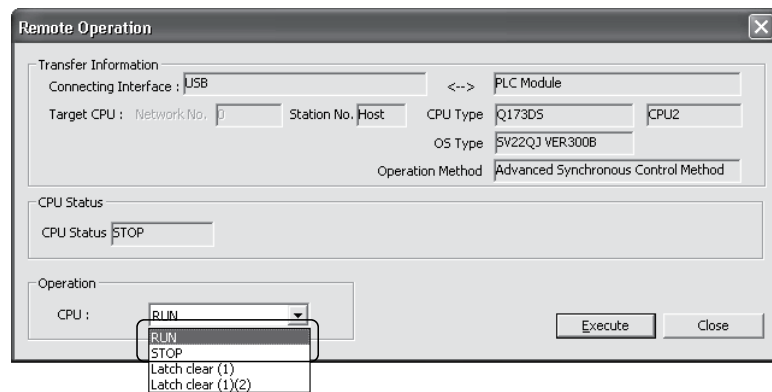 Remote Operation
Transfer Information
Connecting Interface : USB <--> PLC Module
Target CPU : Network No. 0 Station No. Host CPU Type Q173DS CPU2
OS Type SV22QJ VER300B
Operation Method Advanced Synchronous Control Method
CPU Status
CPU Status STOP
Operation
CPU : RUN
RUN
STOP
Latch clear (1)
Latch clear (1)(2)
Execute Close